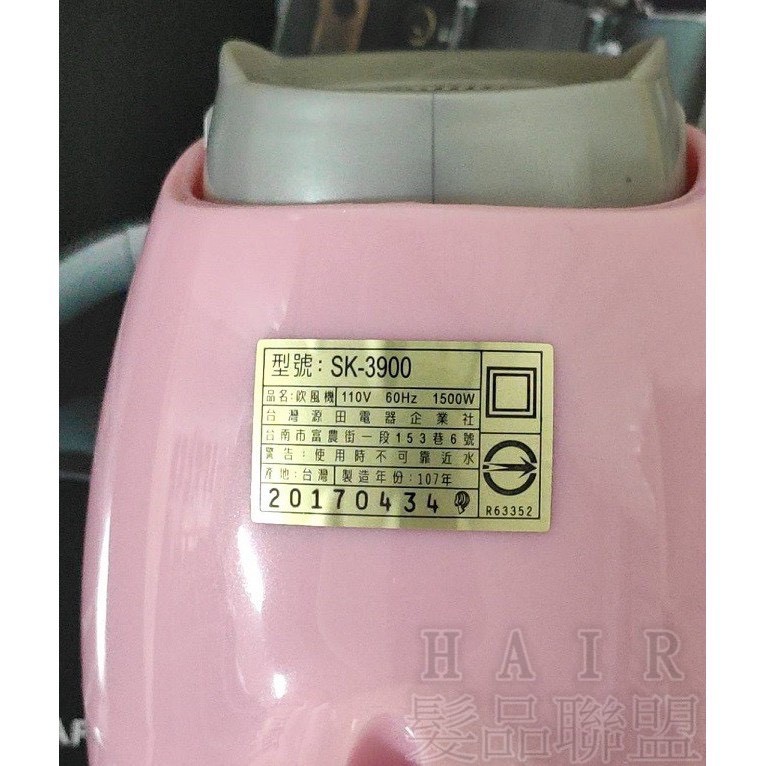 型號: SK-3900
品名:吹風機 110V 60Hz 1500W
台灣源田電器企業社
台南市富農街一段153巷6號
警告:使用時不可靠近水
產地:台灣 製造年份:107年
20170434
R63352
HAIR
髮品聯盟